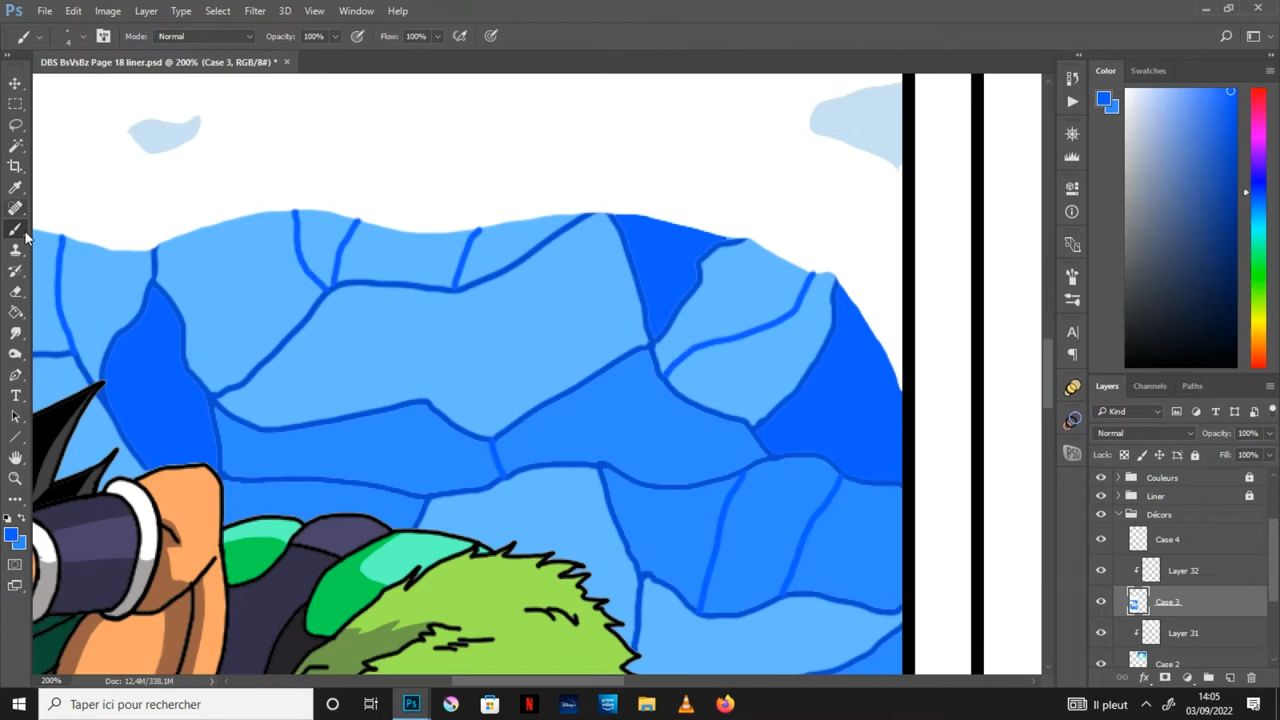 Ps File Edit Image Layer Type Select Filter 3D View Window Help
4 Mode: Normal Opacity: 100% Flow: 100%
DBS BsVsBz Page 18 liner.psd @ 200% (Case 3, RGB/8#) * ×
Color Swatches
Layers Channels Paths
Kind
Normal Opacity: 100%
Lock: Fill: 100%
Couleurs
Liner
Décors
Case 4
Layer 32
Case 3
Layer 31
Case 2
200% Doc: 12,4M/338,1M
Taper ici pour rechercher
Ps
Il pleut
14:05
03/09/2022